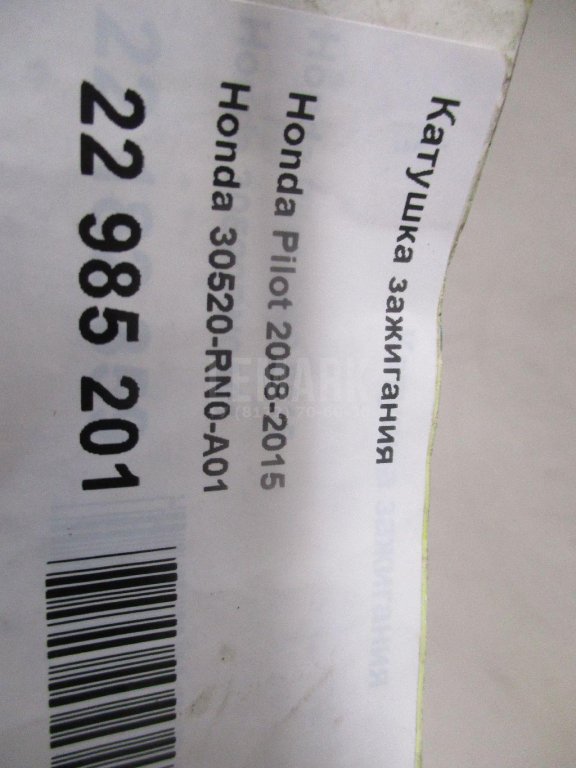 Катушка зажигания
Honda Pilot 2008-2015
Honda 30520-RN0-A01
22 985 201